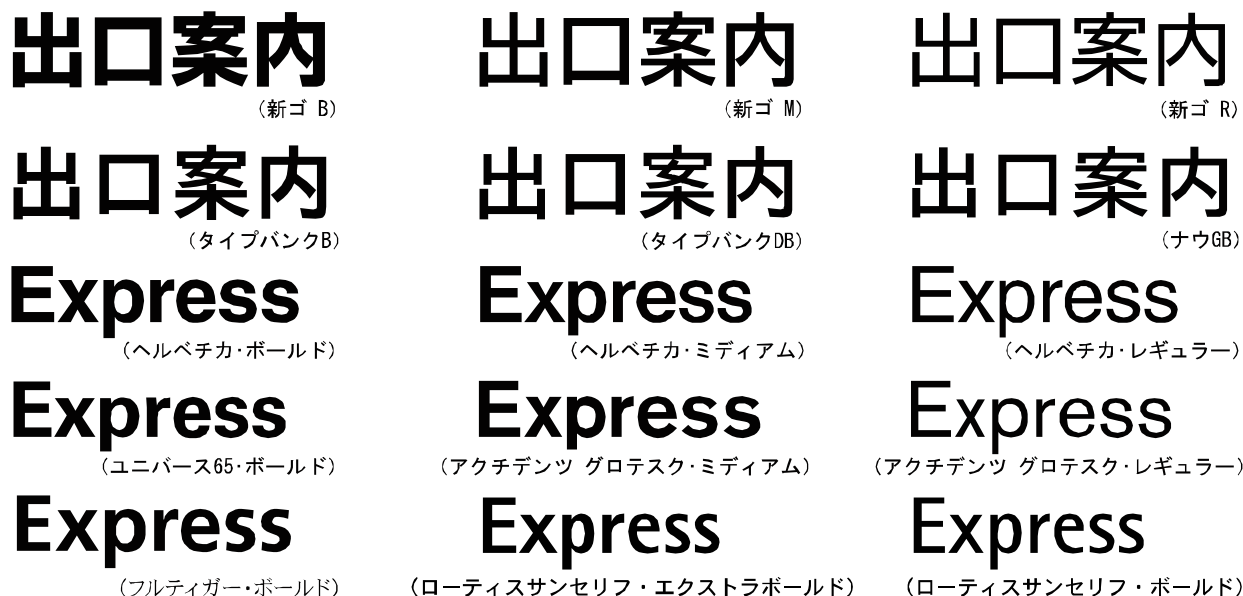 出口案内 出口案内 出口案内
(新ゴ B) (新ゴ M) (新ゴ R)
出口案内 出口案内 出口案内
(タイプバンクB) (タイプバンクDB) (ナウGB)
Express Express Express
(ヘルベチカ・ボールド) (ヘルベチカ・ミディアム) (ヘルベチカ・レギュラー)
Express Express Express
(ユニバース65・ボールド) (アクチデンツ グロテスク・ミディアム) (アクチデンツ グロテスク・レギュラー)
Express Express Express
(フルティガー・ボールド) (ローティスサンセリフ・エクストラボールド) (ローティスサンセリフ・ボールド)